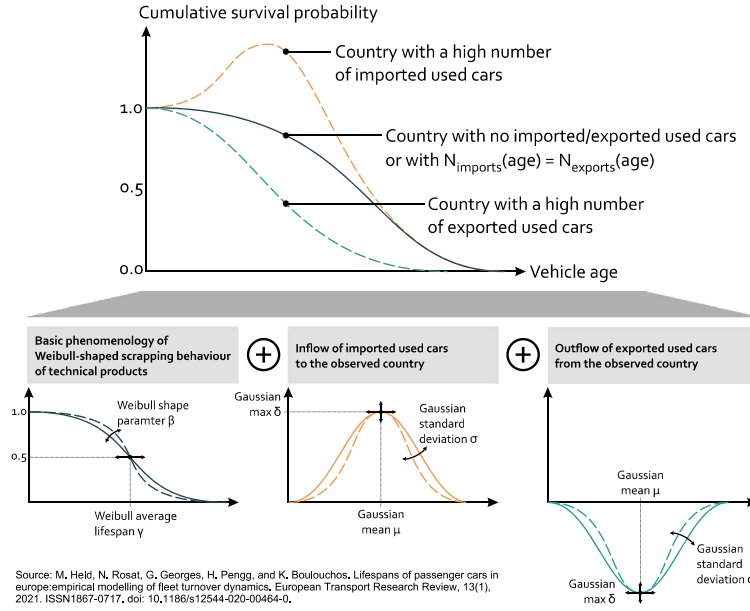 Cumulative survival probability
Country with a high number
of imported used cars
1.0
Country with no imported/exported used cars
or with Nimports(age) = Nexports(age)
0.5
Country with a high number
of exported used cars
0.0
Vehicle age
Basic phenomenology of
Weibull-shaped scrapping behaviour
of technical products
+
Inflow of imported used cars
to the observed country
+
Outflow of exported used cars
from the observed country
1.0
Weibull shape
paramter β
0.5
Weibull average
lifespan γ
Gaussian
max δ
Gaussian
standard
deviation σ
Gaussian
mean μ
Gaussian
mean μ
Gaussian
standard
deviation σ
Gaussian
max δ
Source: M. Held, N. Rosat, G. Georges, H. Pengg, and K. Boulouchos. Lifespans of passenger cars in
europe:empirical modelling of fleet turnover dynamics. European Transport Research Review, 13(1),
2021. ISSN1867-0717. doi: 10.1186/s12544-020-00464-0.